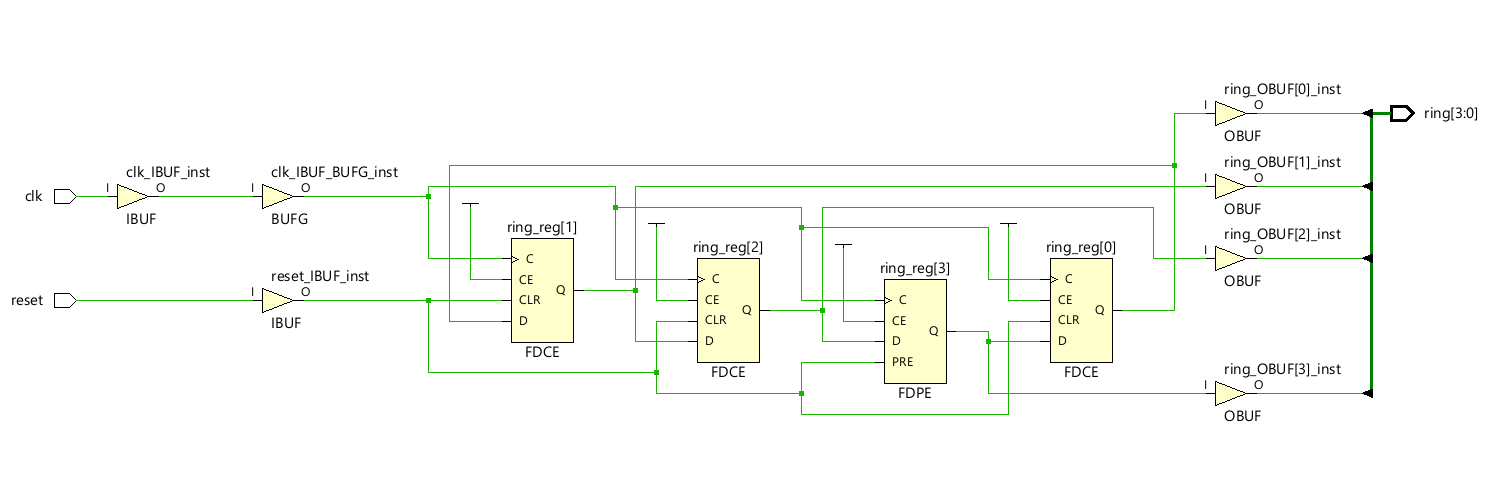 ring_OBUF[0]_inst
I
O
OBUF
ring[3:0]
clk
clk_IBUF_inst
I
O
IBUF
clk_IBUF_BUFG_inst
I
O
BUFG
ring_OBUF[1]_inst
I
O
OBUF
ring_reg[1]
C
CE
CLR
D
Q
FDCE
ring_reg[2]
C
CE
CLR
D
Q
FDCE
ring_reg[3]
C
CE
D
PRE
Q
FDPE
ring_reg[0]
C
CE
CLR
D
Q
FDCE
ring_OBUF[2]_inst
I
O
OBUF
reset
reset_IBUF_inst
I
O
IBUF
ring_OBUF[3]_inst
I
O
OBUF